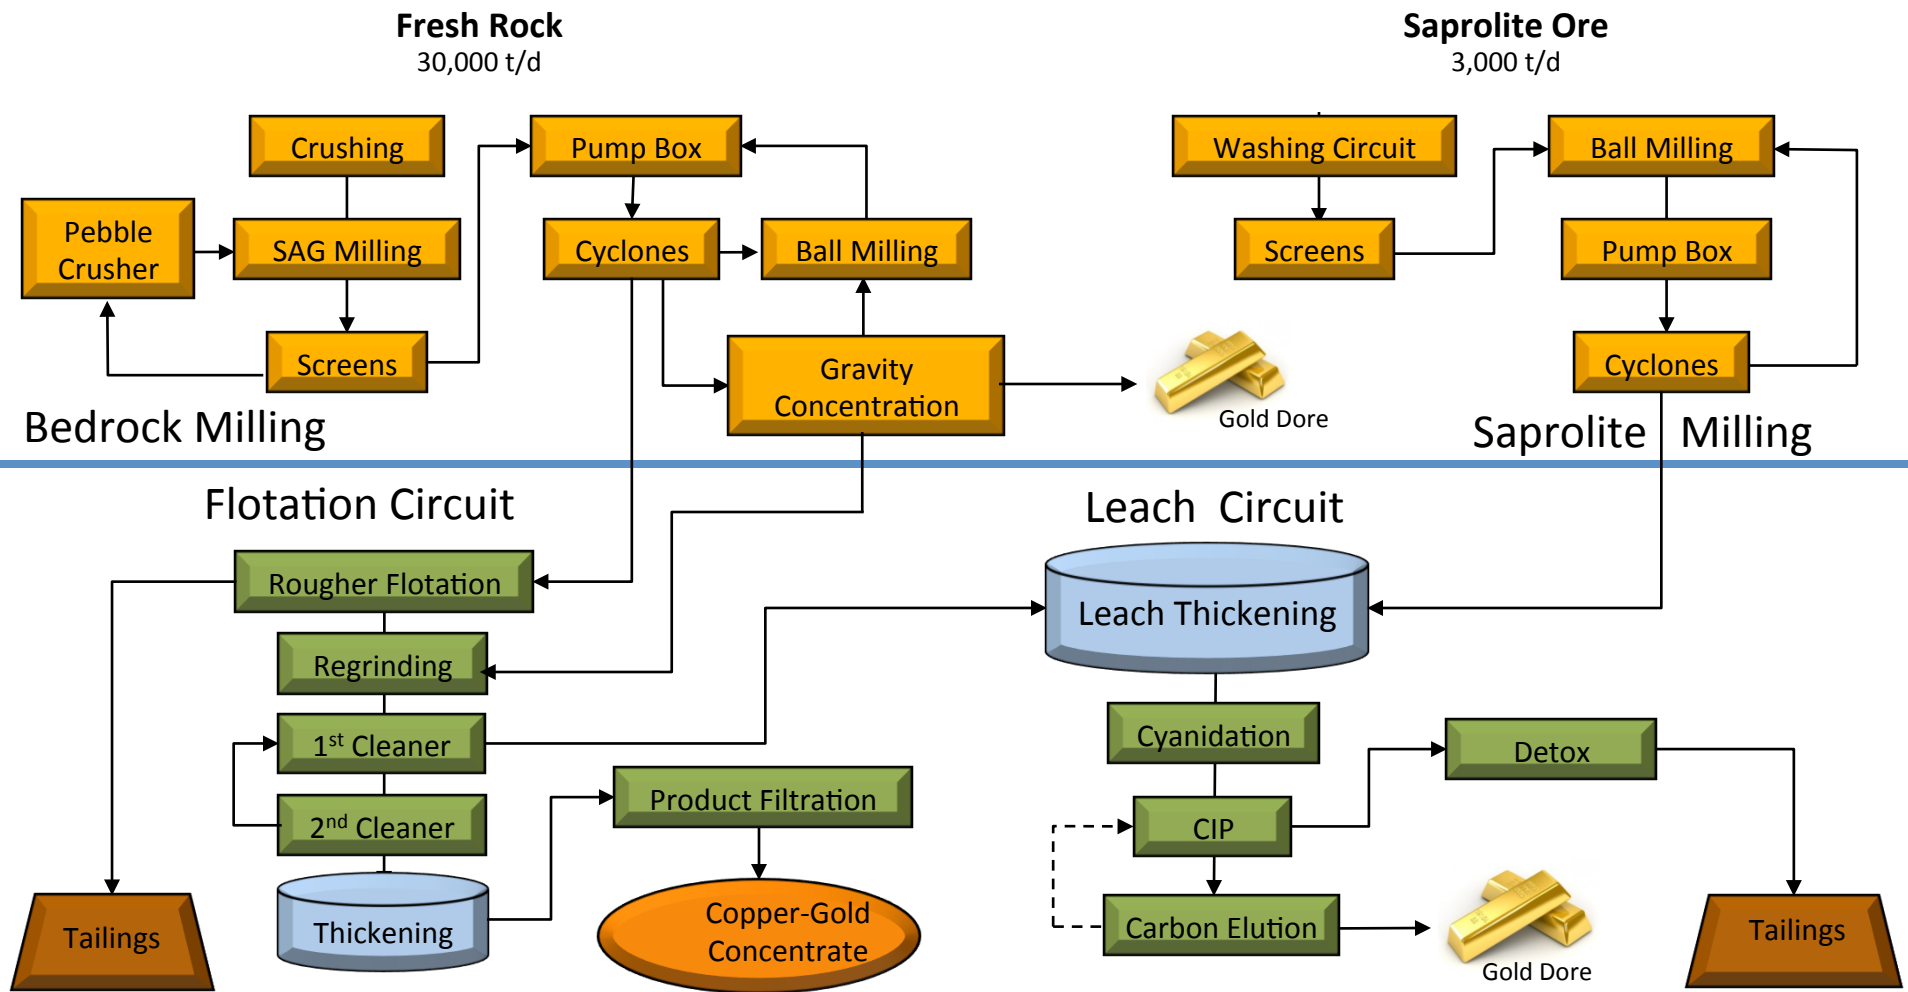 Fresh Rock
30,000 t/d
Saprolite Ore
3,000 t/d
Crushing
Pump Box
Washing Circuit
Ball Milling
Pebble
Crusher
SAG Milling
Cyclones
Ball Milling
Screens
Pump Box
Screens
Gravity
Concentration
Cyclones
Gold Dore
Bedrock Milling
Saprolite Milling
Flotation Circuit
Leach Circuit
Rougher Flotation
Leach Thickening
Regrinding
1st Cleaner
Cyanidation
Detox
Product Filtration
2nd Cleaner
CIP
Copper-Gold
Concentrate
Tailings
Thickening
Carbon Elution
Tailings
Gold Dore